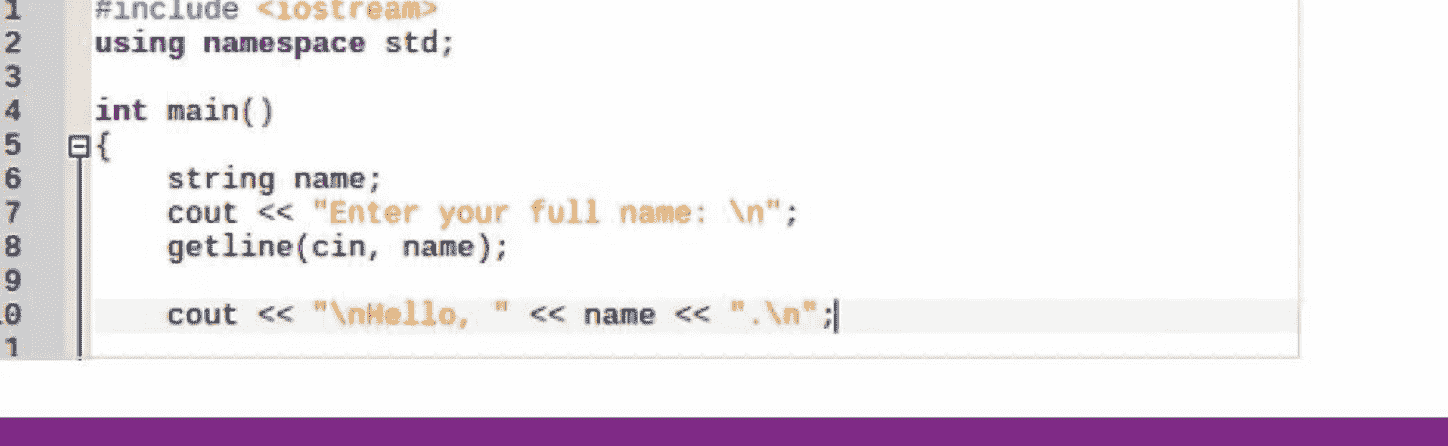 1 #include <iostream>
2 using namespace std;
3
4 int main()
5 {
6 string name;
7 cout << "Enter your full name: \n";
8 getline(cin, name);
9
10 cout << "\nHello, " << name << ".\n";
1